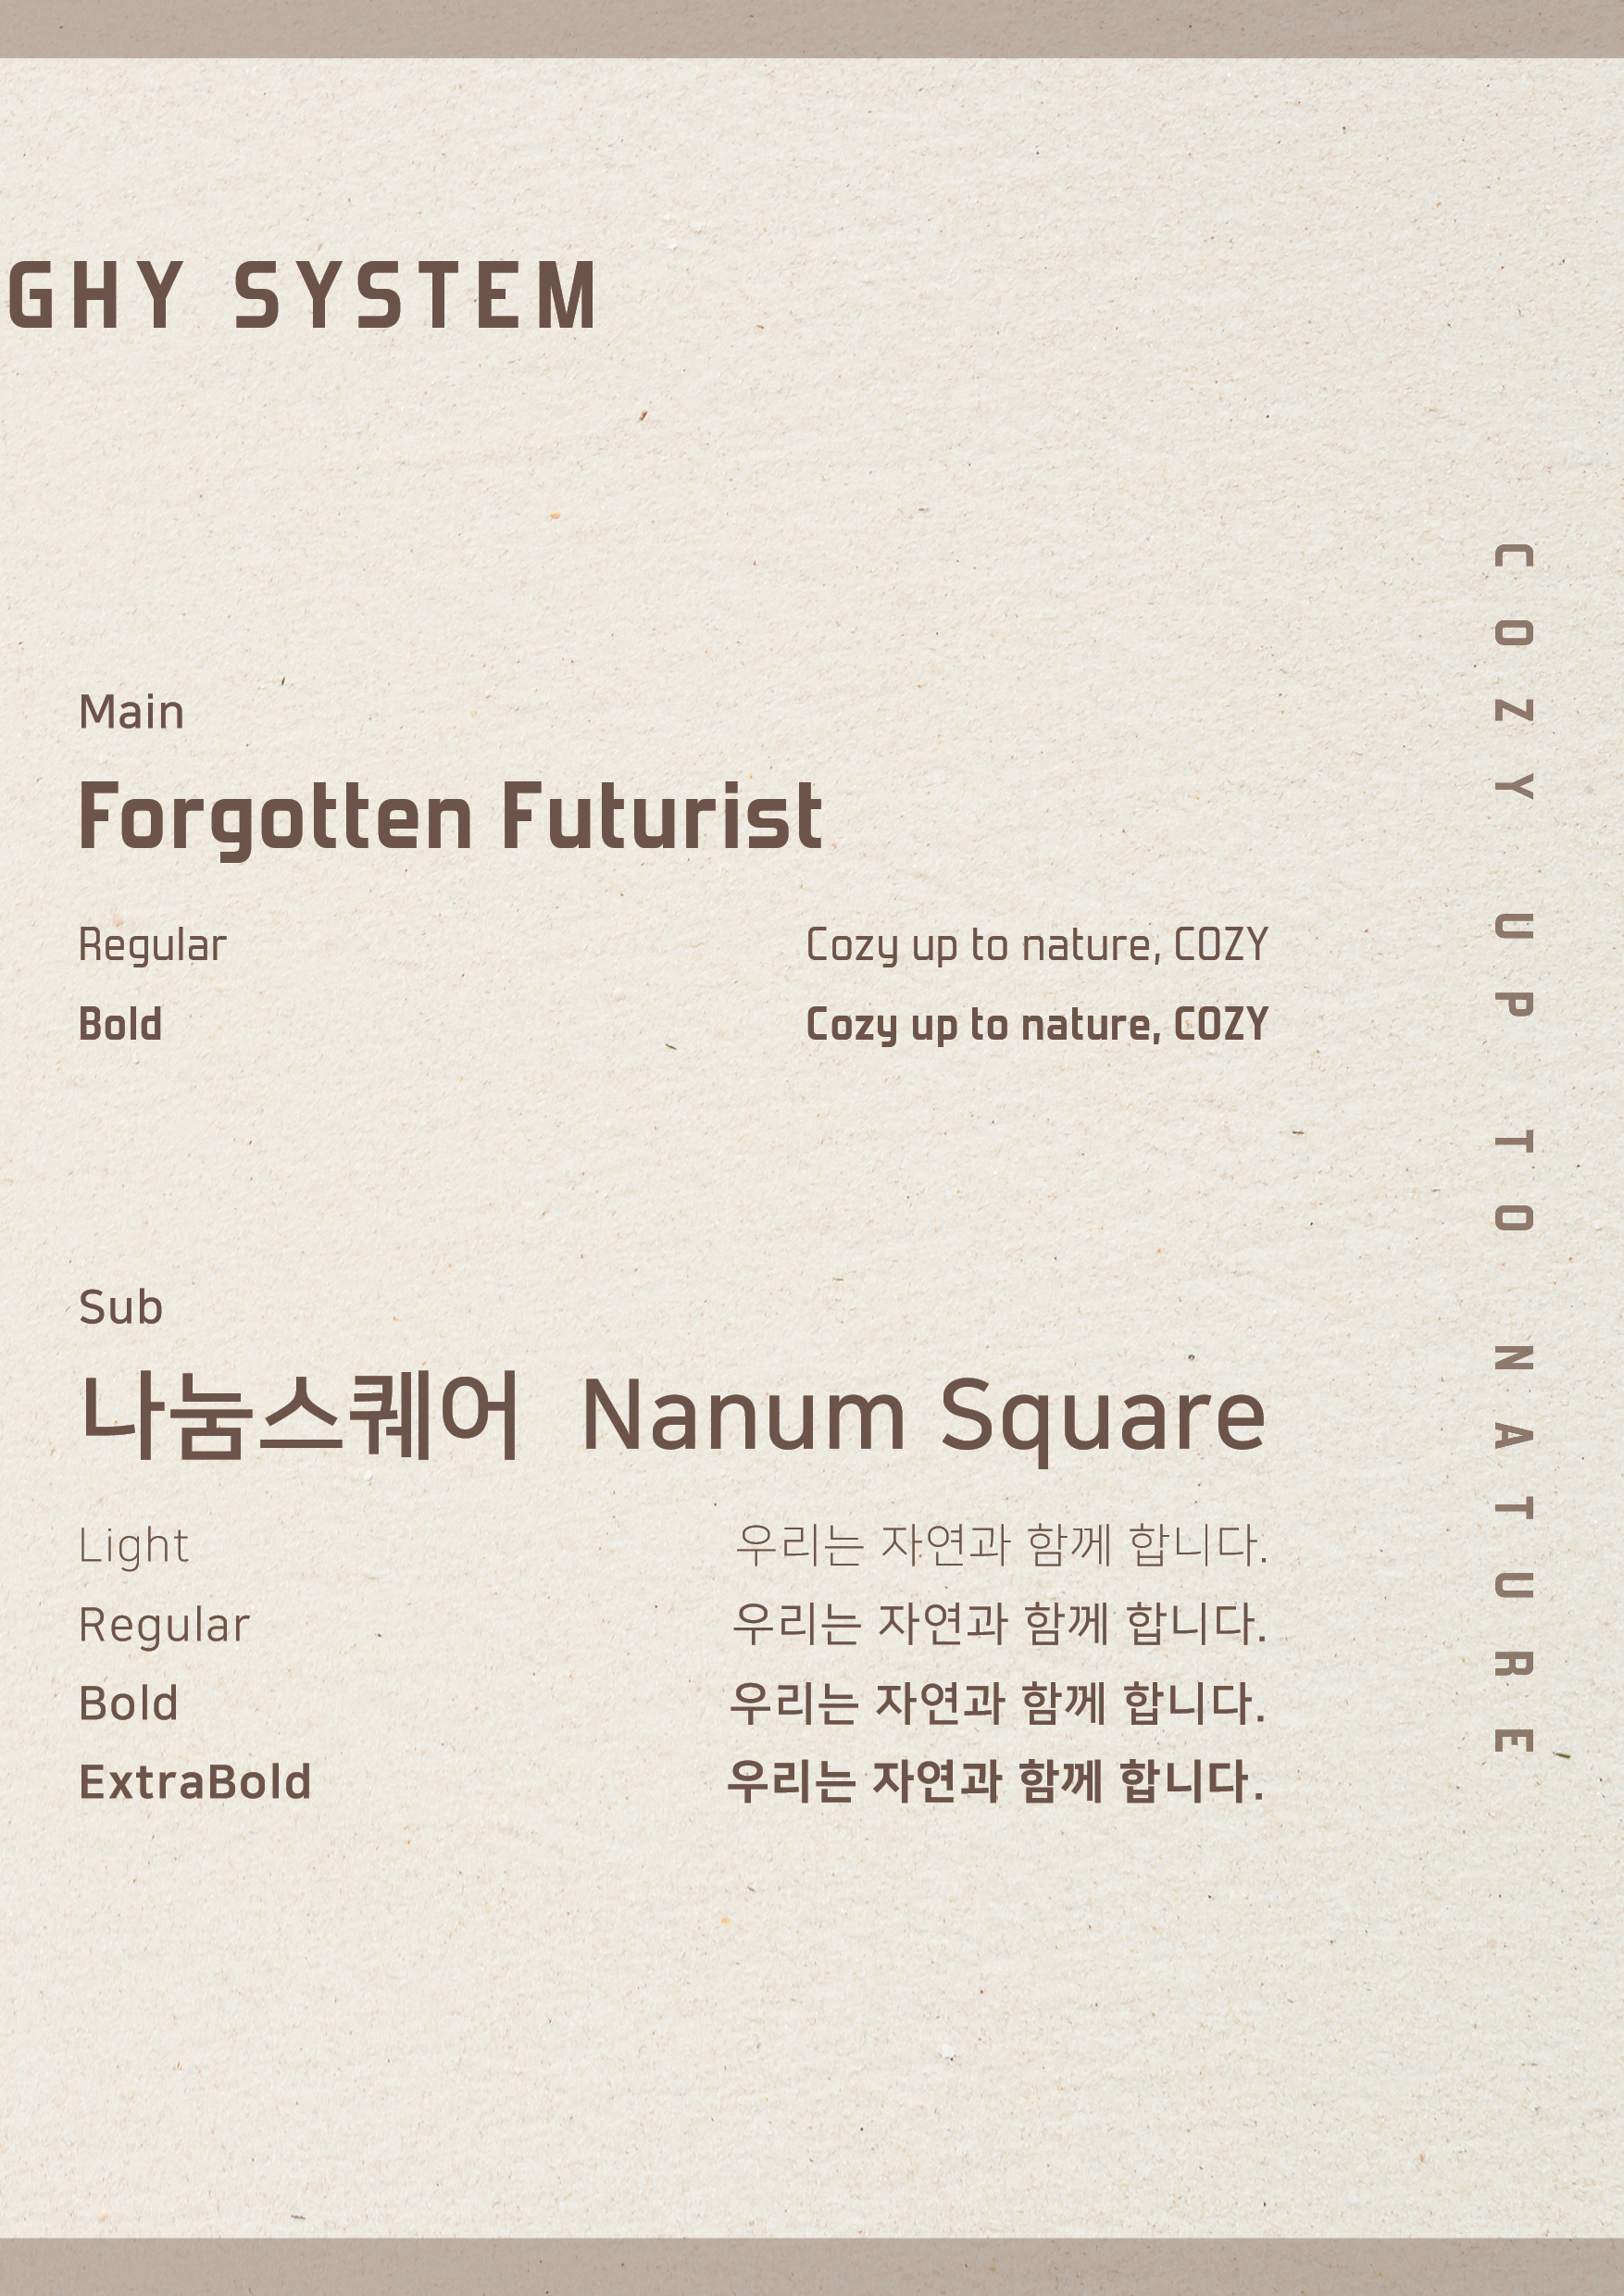 GHY SYSTEM
Main
Forgotten Futurist
Regular
Cozy up to nature, COZY
Bold
Cozy up to nature, COZY
Sub
나눔스퀘어 Nanum Square
Light
우리는 자연과 함께 합니다.
Regular
우리는 자연과 함께 합니다.
Bold
우리는 자연과 함께 합니다.
ExtraBold
우리는 자연과 함께 합니다.
COZY UP TO NATURE